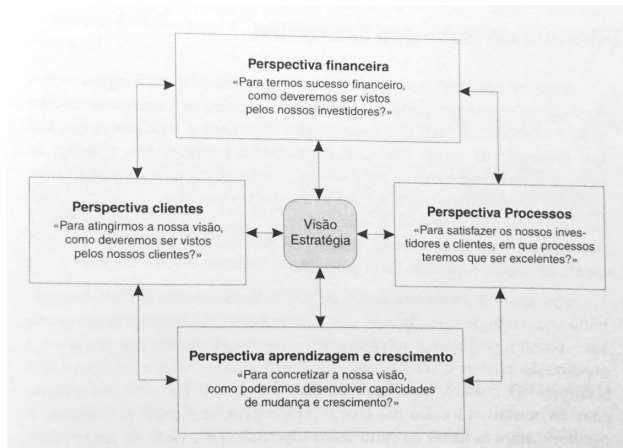 Perspectiva financeira
«Para termos sucesso financeiro,
como deveremos ser vistos
pelos nossos investidores?»
Perspectiva clientes
«Para atingirmos a nossa visão,
como deveremos ser vistos
pelos nossos clientes?»
Visão
Estratégia
Perspectiva Processos
«Para satisfazer os nossos inves-
tidores e clientes, em que processos
teremos que ser excelentes?»
Perspectiva aprendizagem e crescimento
«Para concretizar a nossa visão,
como poderemos desenvolver capacidades
de mudança e crescimento?»